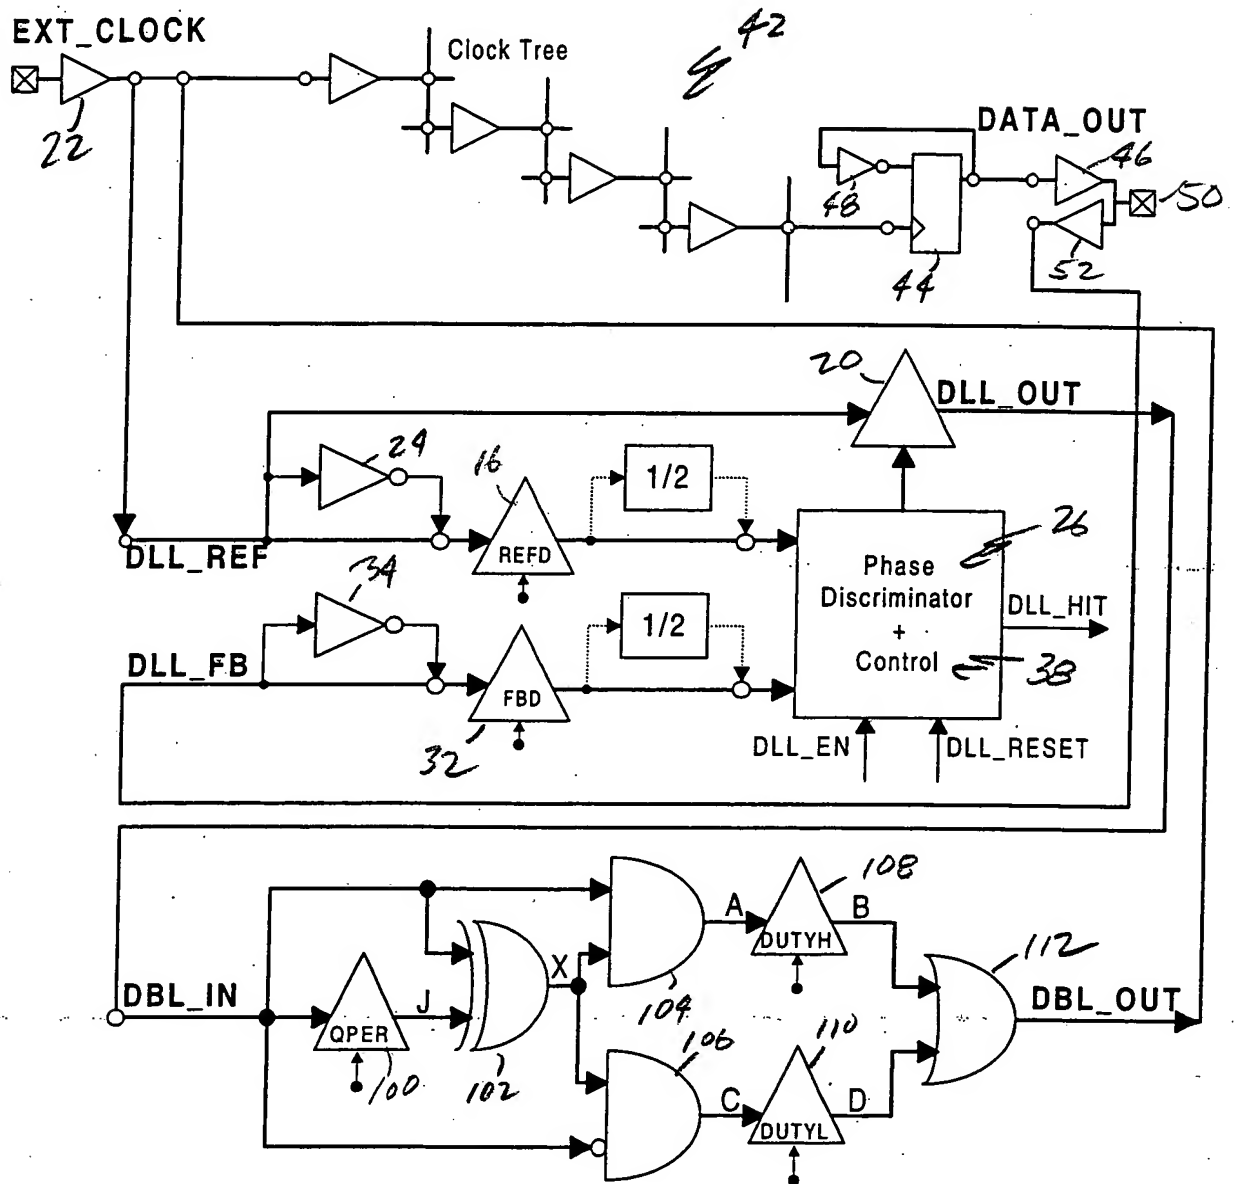 EXT_CLOCK
Clock Tree
42
22
DATA_OUT
46
48
50
44
52
20
DLL_OUT
24
16
1/2
REFD
DLL_REF
26
Phase
Discriminator
+
Control
38
DLL_HIT
34
1/2
DLL_FB
FBD
32
DLL_EN
DLL_RESET
108
A
DUTYH
B
112
X
104
DBL_IN
QPER
J
100
102
DBL_OUT
106
110
C
DUTYL
D